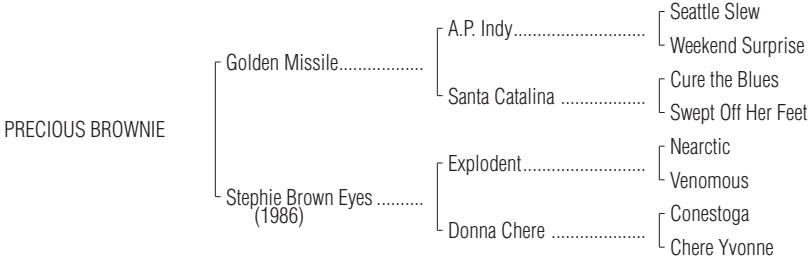 Seattle Slew
A.P. Indy..............................
Weekend Surprise
Golden Missile...................
Cure the Blues
Santa Catalina ...................
Swept Off Her Feet
PRECIOUS BROWNIE
Nearctic
Explodent...........................
Venomous
Stephie Brown Eyes ..........
(1986)
Conestoga
Donna Chere .....................
Chere Yvonne